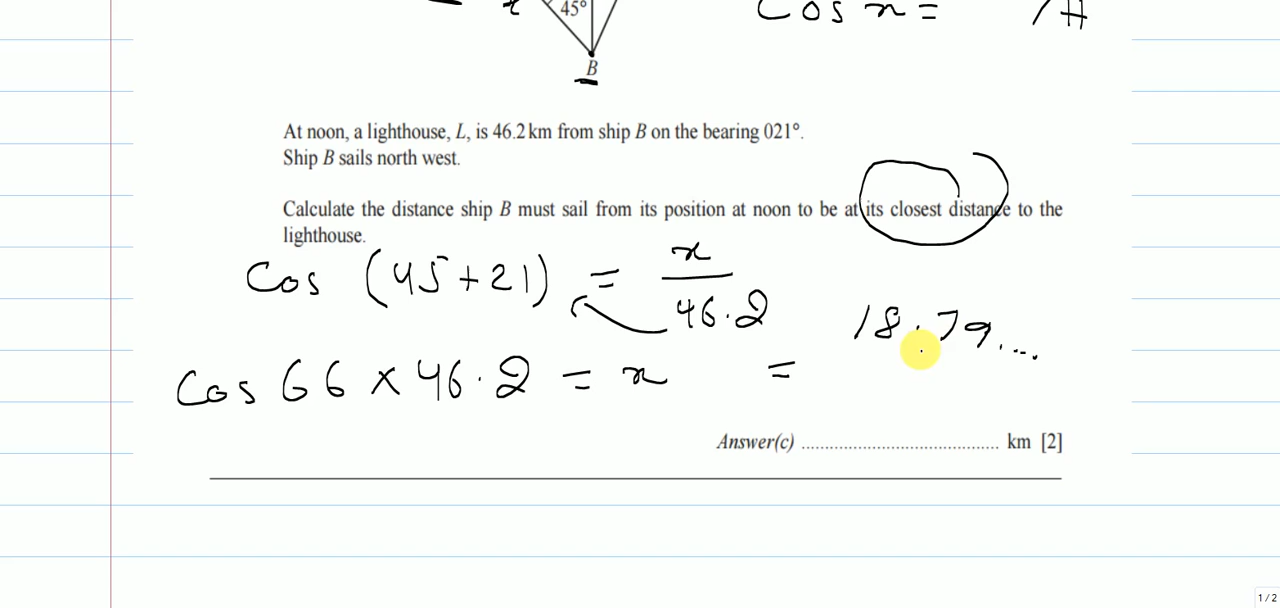 45°
Cos x = /H
B
At noon, a lighthouse, L, is 46.2 km from ship B on the bearing 021°.
Ship B sails north west.
Calculate the distance ship B must sail from its position at noon to be at its closest distance to the
lighthouse.
Cos (45+21) = x/46.2
18.79...
Cos 66 × 46.2 = x =
Answer(c) ........................................ km [2]
1 / 2